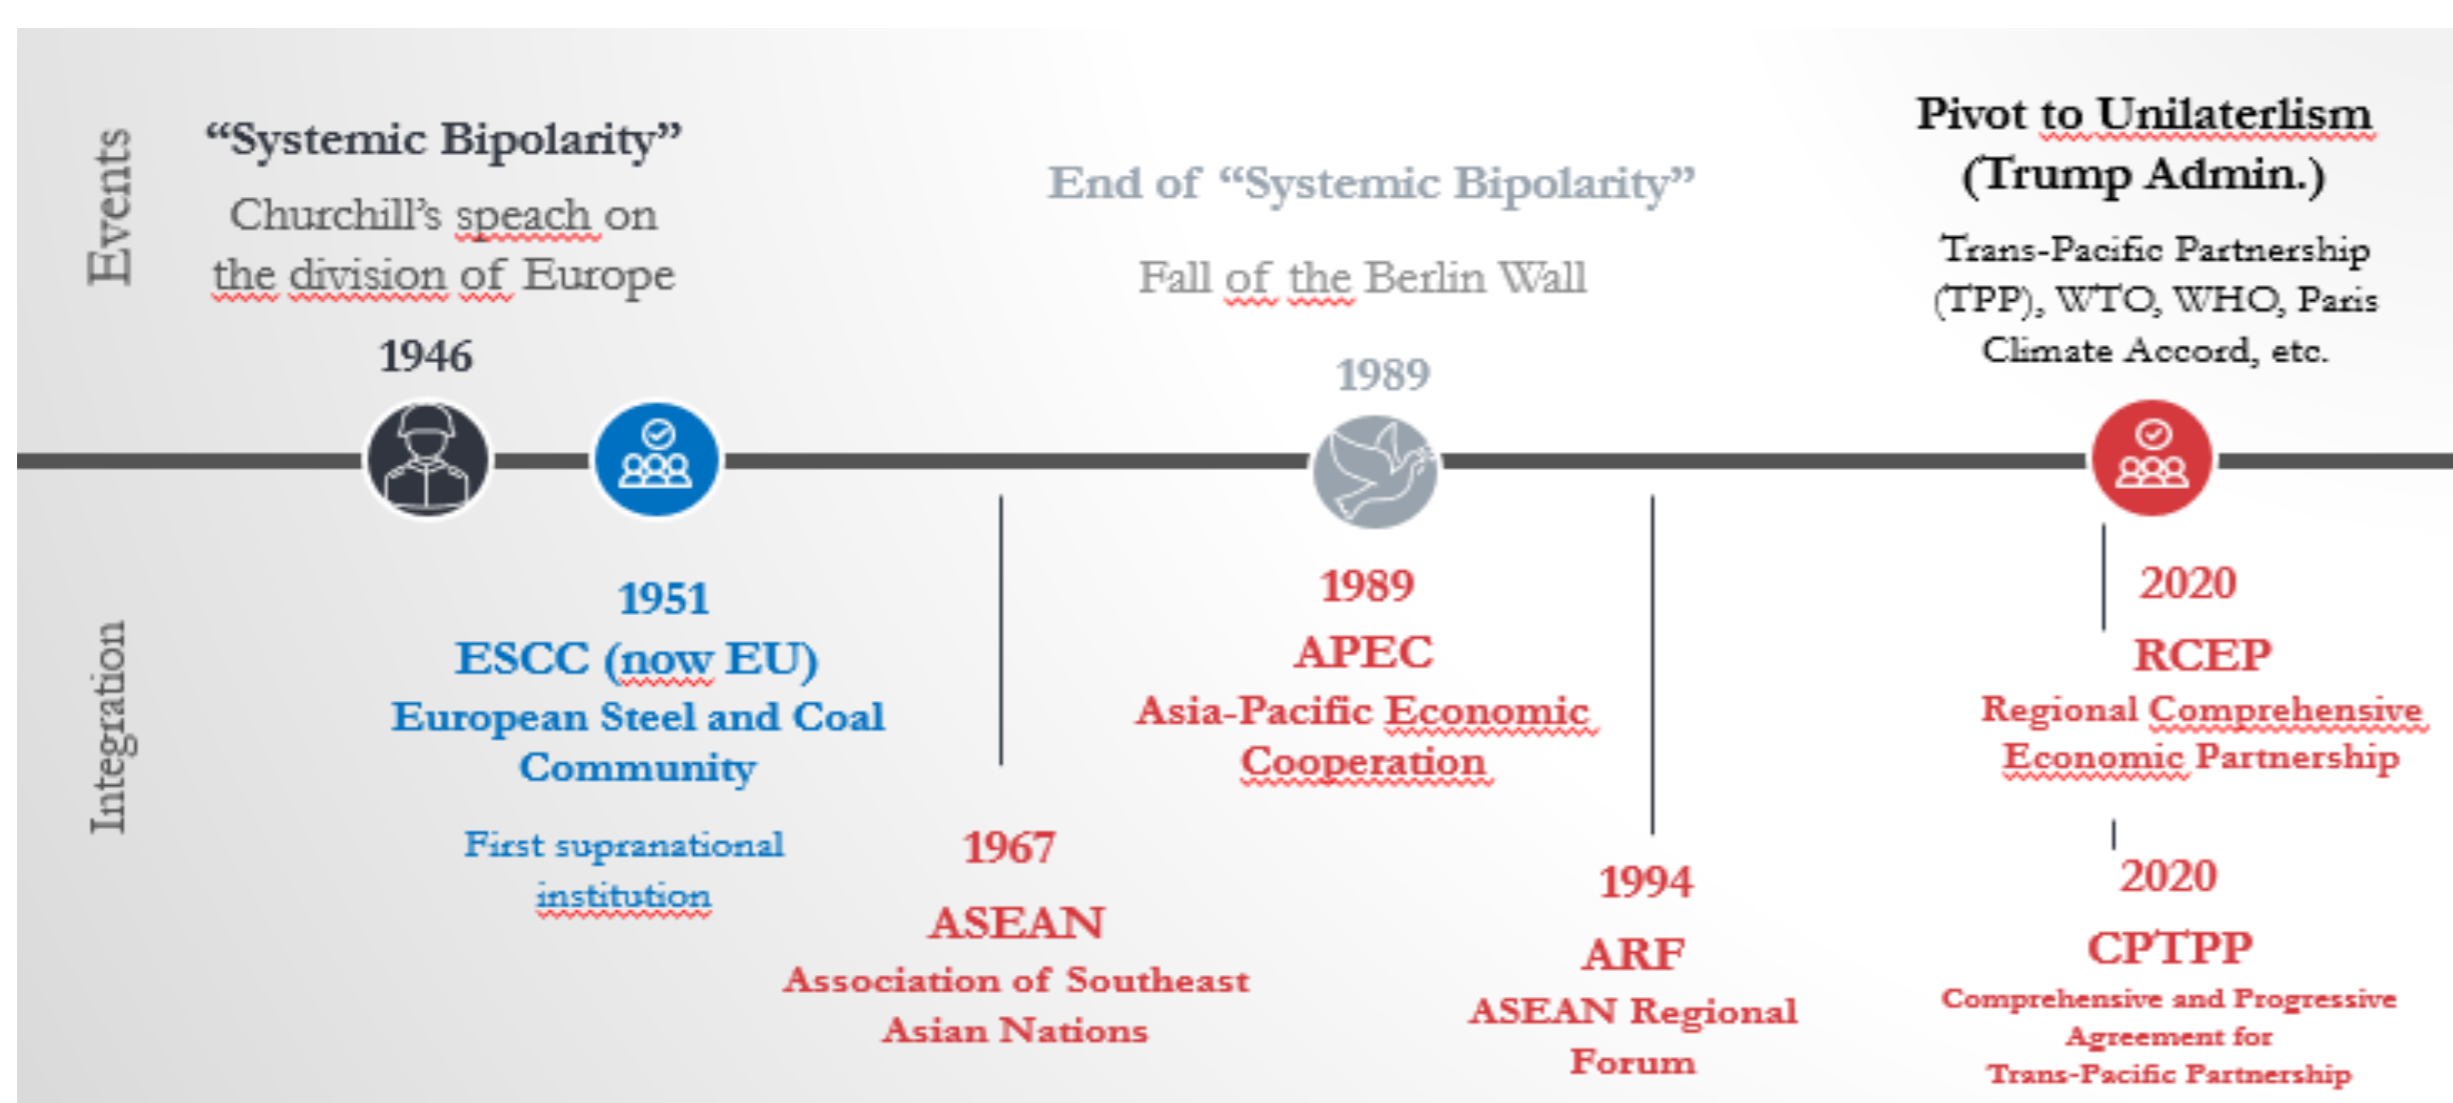 Events
“Systemic Bipolarity”
Churchill’s speach on
the division of Europe
1946
End of “Systemic Bipolarity”
Fall of the Berlin Wall
1989
Pivot to Unilaterlism
(Trump Admin.)
Trans-Pacific Partnership
(TPP), WTO, WHO, Paris
Climate Accord, etc.
Integration
1951
ESCC (now EU)
European Steel and Coal
Community
First supranational
institution
1967
ASEAN
Association of Southeast
Asian Nations
1989
APEC
Asia-Pacific Economic
Cooperation
1994
ARF
ASEAN Regional
Forum
2020
RCEP
Regional Comprehensive
Economic Partnership
2020
CPTPP
Comprehensive and Progressive
Agreement for
Trans-Pacific Partnership